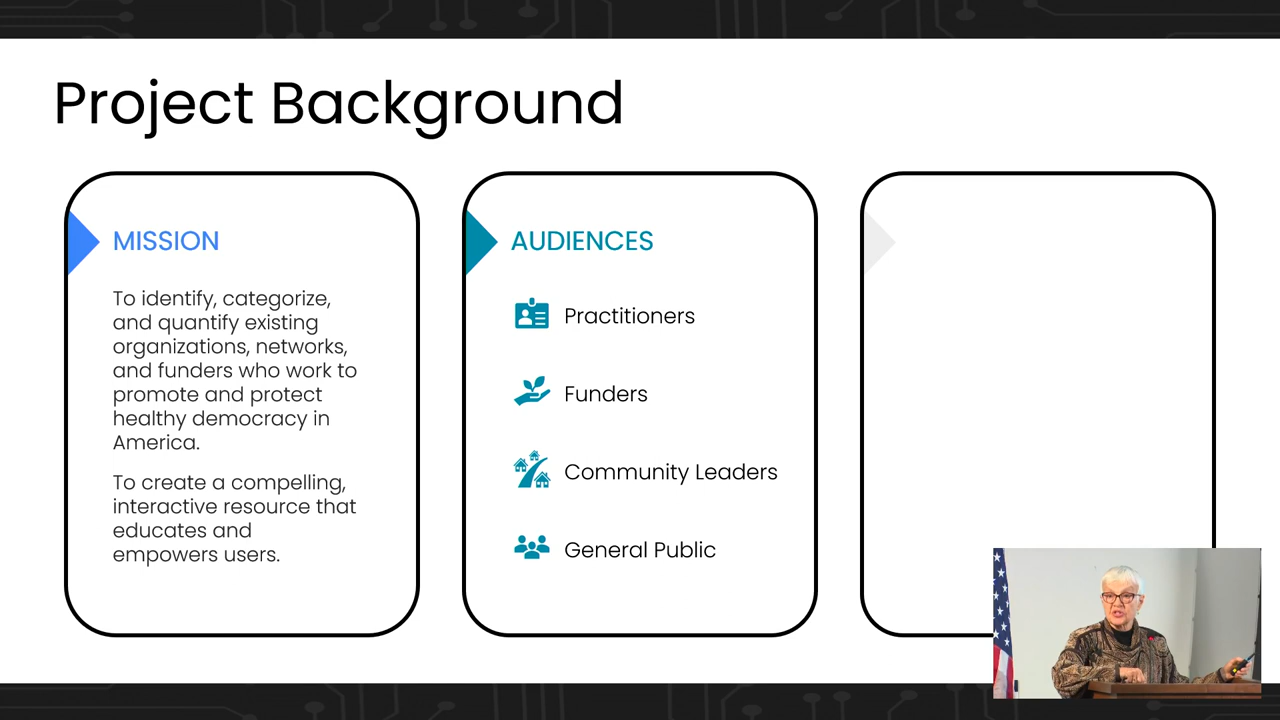 Project Background
MISSION
To identify, categorize,
and quantify existing
organizations, networks,
and funders who work to
promote and protect
healthy democracy in
America.
To create a compelling,
interactive resource that
educates and
empowers users.
AUDIENCES
Practitioners
Funders
Community Leaders
General Public